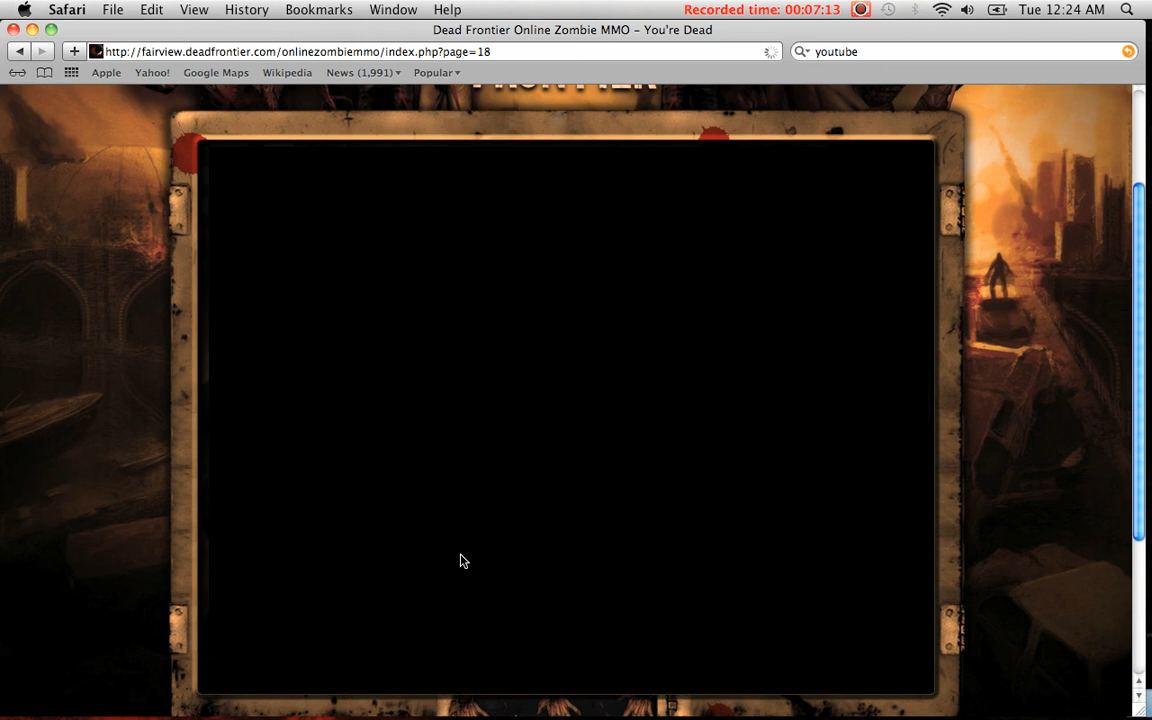 Safari File Edit View History Bookmarks Window Help Recorded time: 00:07:13 Tue 12:24 AM
Dead Frontier Online Zombie MMO – You're Dead
http://fairview.deadfrontier.com/onlinezombiemmo/index.php?page=18 youtube
Apple Yahoo! Google Maps Wikipedia News (1,991) Popular
FRONTIER